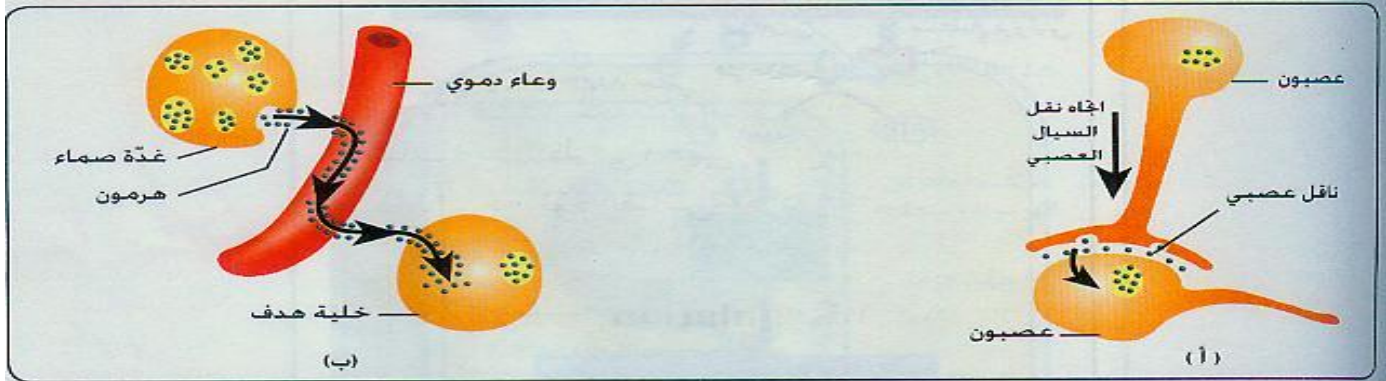 عصبون
اتجاه نقل
السيال
العصبي
ناقل عصبي
عصبون
(أ)
وعاء دموي
غدّة صماء
هرمون
خلية هدف
(ب)